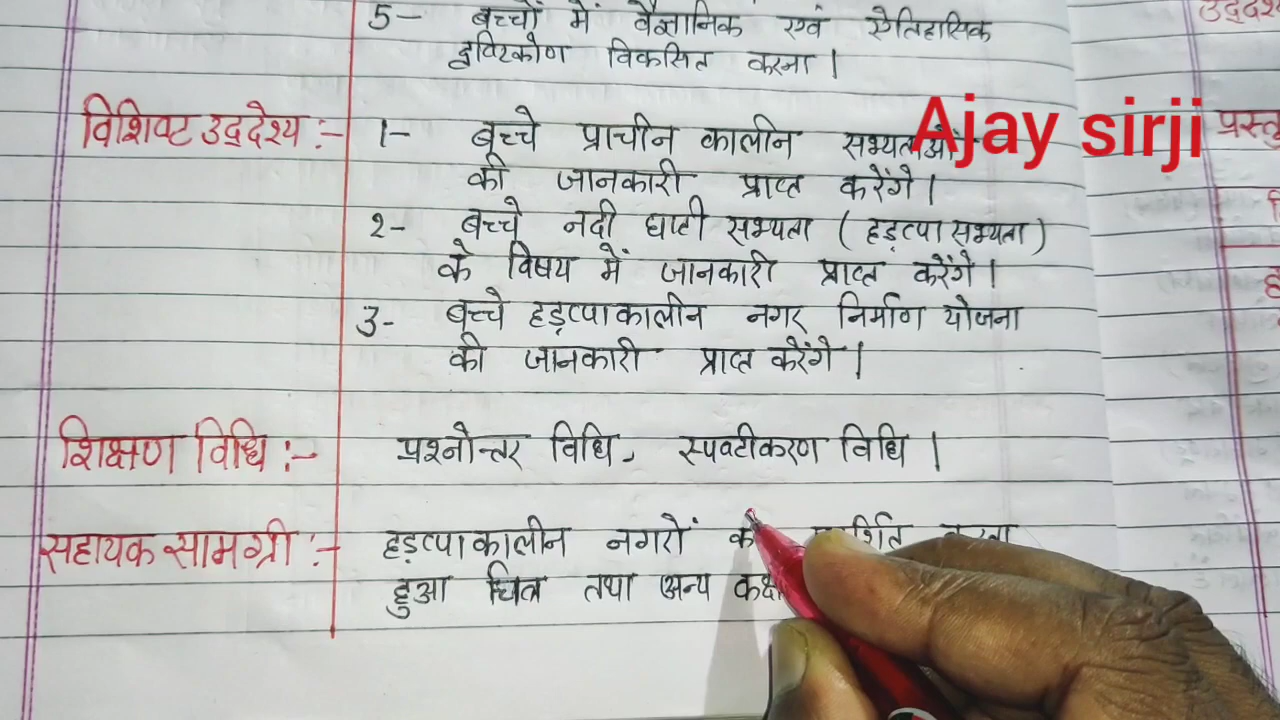 5- बच्चों में वैज्ञानिक एवं ऐतिहासिक
दृष्टिकोण विकसित करना।
विशिष्ट उद्देश्य :- 1- बच्चे प्राचीन कालीन सभ्यताओं
की जानकारी प्राप्त करेंगे।
2- बच्चे नदी घाटी सभ्यता (हड़प्पा सभ्यता)
के विषय में जानकारी प्राप्त करेंगे।
3- बच्चे हड़प्पा कालीन नगर निर्माण योजना
की जानकारी प्राप्त करेंगे।
शिक्षण विधि :- प्रश्नोत्तर विधि, स्पष्टीकरण विधि।
सहायक सामग्री :- हड़प्पा कालीन नगरों
हुआ चित्र तथा अन्य
Ajay sirji